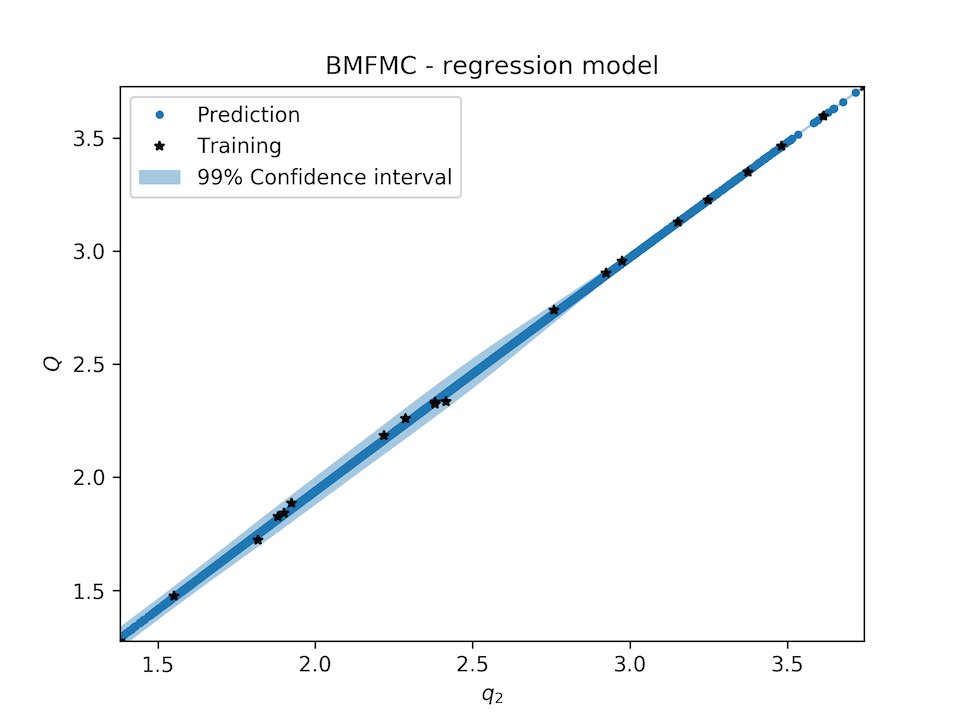 BMFMC - regression model
Prediction
Training
99% Confidence interval
Q
3.5
3.0
2.5
2.0
1.5
1.5 2.0 2.5 3.0 3.5
q₂